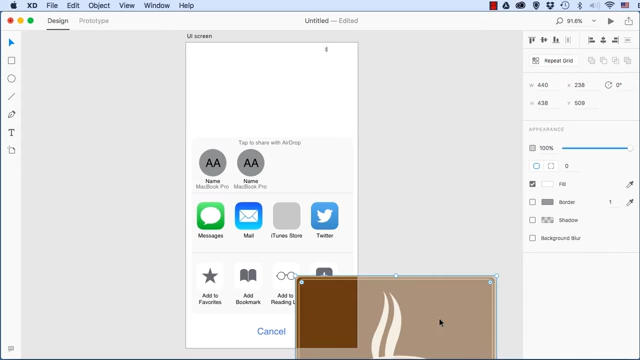 XD File Edit Object View Window Help
Design Prototype Untitled — Edited 91.6%
UI screen
Repeat Grid
W 440 X 238 0°
H 438 Y 509
APPEARANCE
100%
0
Fill
Border 1
Shadow
Background Blur
Tap to share with AirDrop
AA AA
Name Name
MacBook Pro MacBook Pro
Messages Mail iTunes Store Twitter
Add to Add Add to
Favorites Bookmark Reading L
Cancel